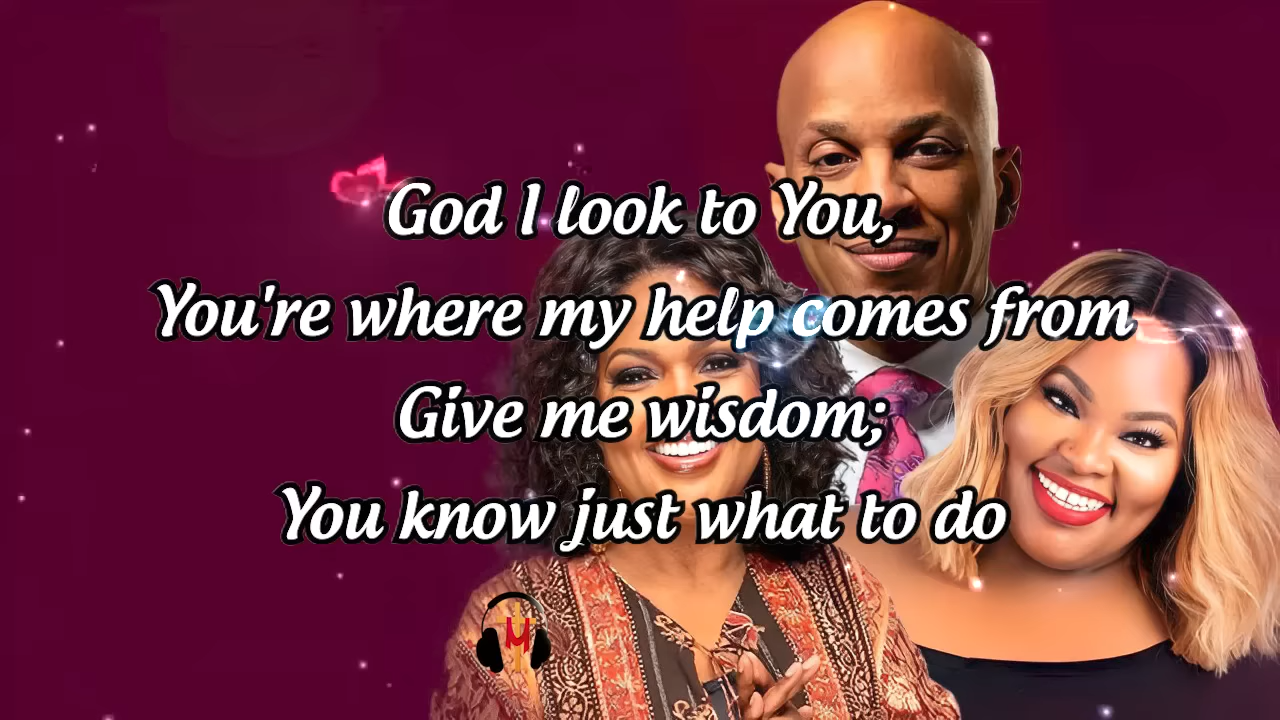 God I look to You,
You're where my help comes from
Give me wisdom;
You know just what to do
M